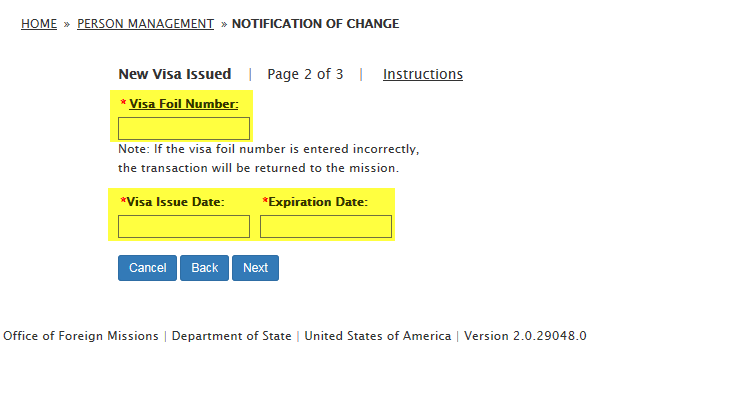 HOME » PERSON MANAGEMENT » NOTIFICATION OF CHANGE
New Visa Issued | Page 2 of 3 | Instructions
* Visa Foil Number:
Note: If the visa foil number is entered incorrectly,
the transaction will be returned to the mission.
*Visa Issue Date: *Expiration Date:
Cancel Back Next
Office of Foreign Missions | Department of State | United States of America | Version 2.0.29048.0